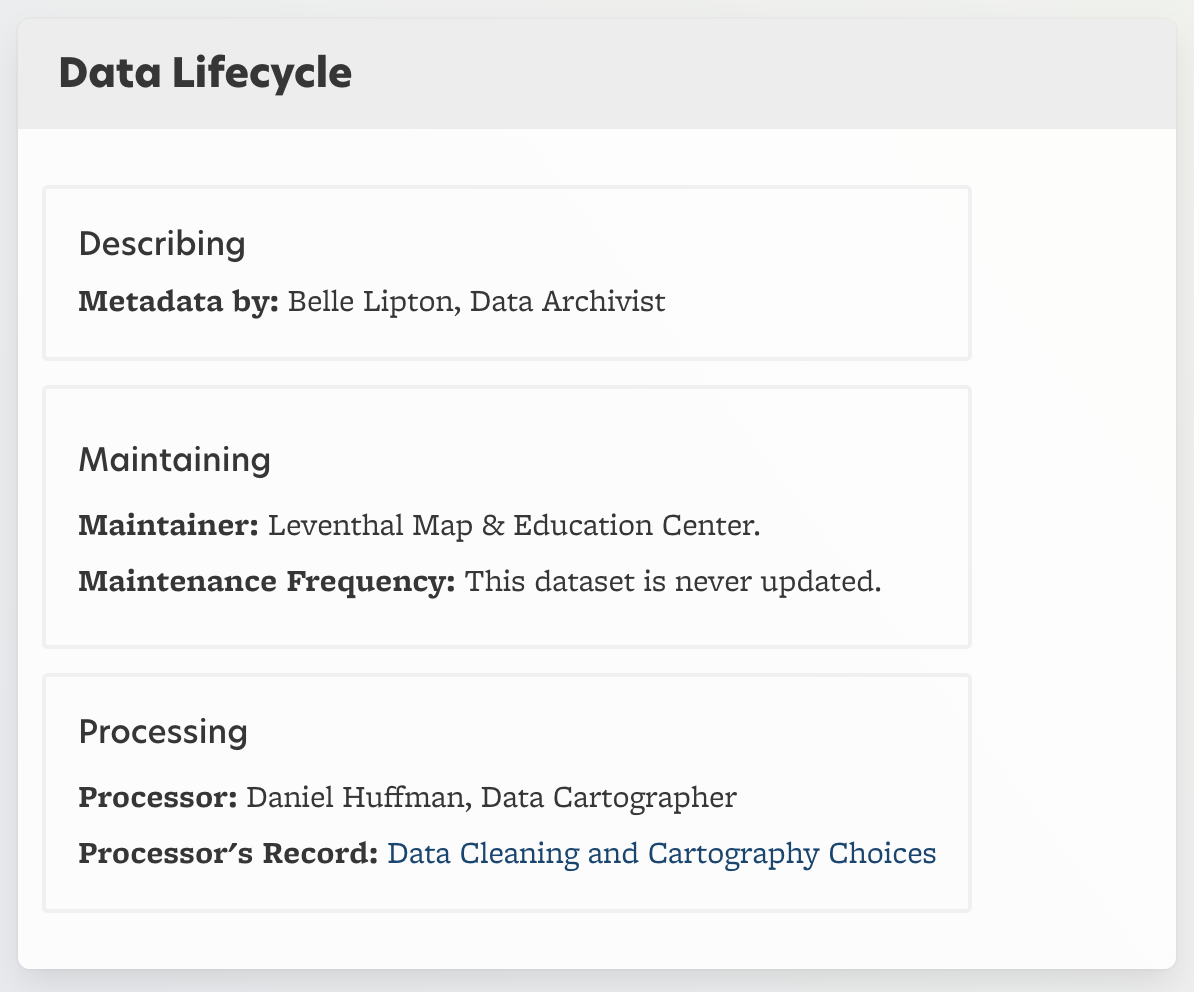 Data Lifecycle
Describing
Metadata by: Belle Lipton, Data Archivist
Maintaining
Maintainer: Leventhal Map & Education Center.
Maintenance Frequency: This dataset is never updated.
Processing
Processor: Daniel Huffman, Data Cartographer
Processor′s Record: Data Cleaning and Cartography Choices